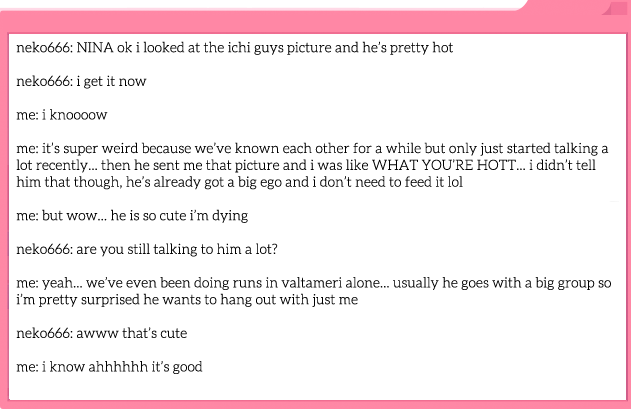 neko666: NINA ok i looked at the ichi guys picture and he's pretty hot
neko666: i get it now
me: i knoooow
me: it's super weird because we've known each other for a while but only just started talking a
lot recently... then he sent me that picture and i was like WHAT YOU'RE HOTT... i didn't tell
him that though, he's already got a big ego and i don't need to feed it lol
me: but wow... he is so cute i'm dying
neko666: are you still talking to him a lot?
me: yeah... we've even been doing runs in valtameri alone... usually he goes with a big group so
i'm pretty surprised he wants to hang out with just me
neko666: awww that's cute
me: i know ahhhhhh it's good